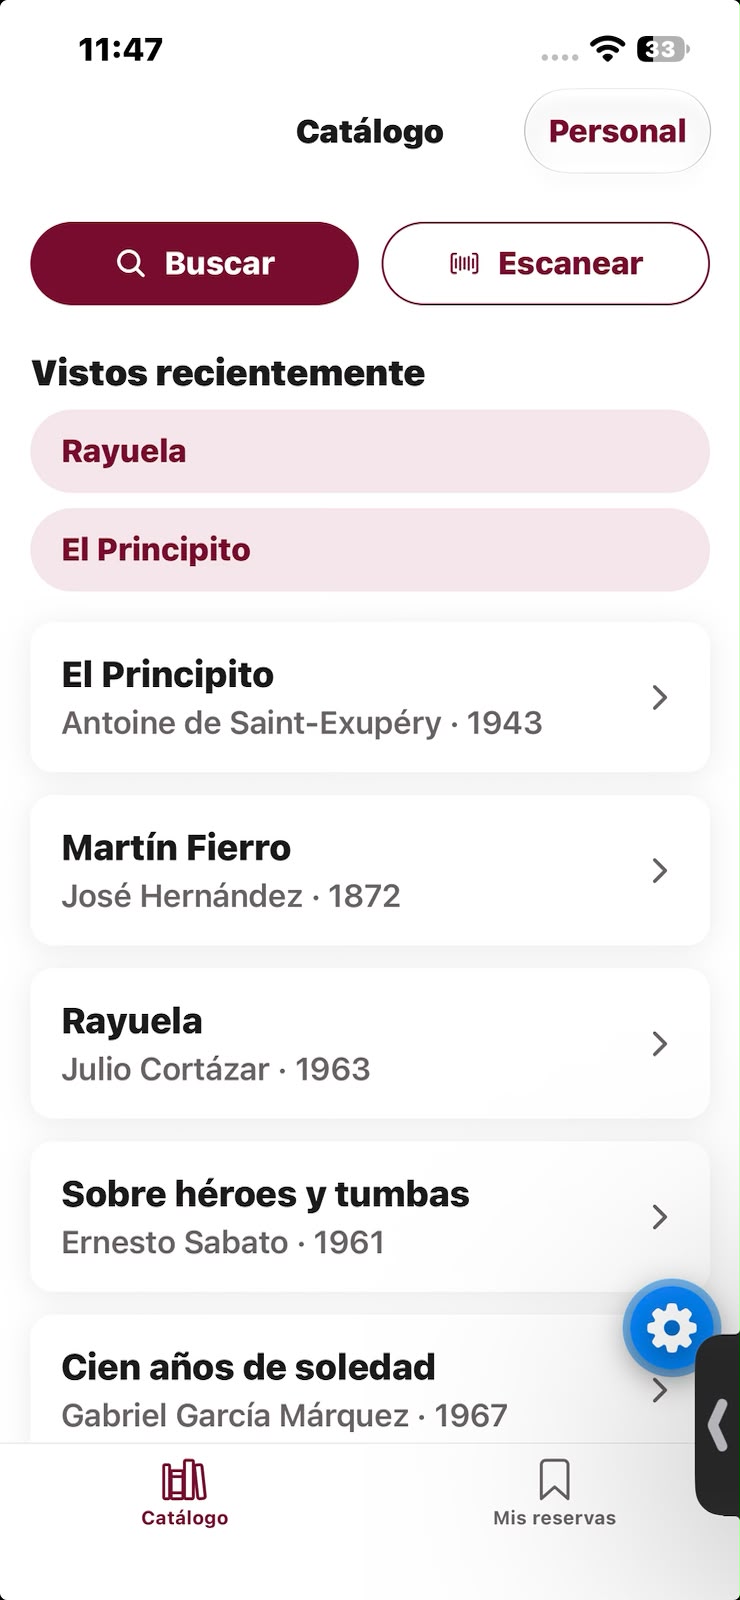 11:47
33
Catálogo
Personal
Buscar
Escanear
Vistos recientemente
Rayuela
El Principito
El Principito
Antoine de Saint-Exupéry · 1943
Martín Fierro
José Hernández · 1872
Rayuela
Julio Cortázar · 1963
Sobre héroes y tumbas
Ernesto Sabato · 1961
Cien años de soledad
Gabriel García Márquez · 1967
Catálogo
Mis reservas